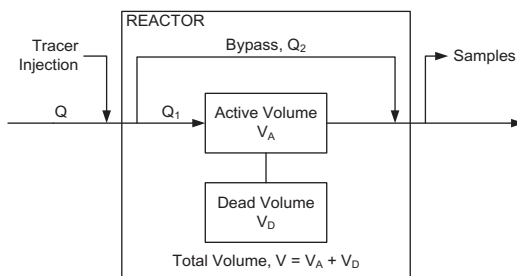 REACTOR
Tracer
Injection
Bypass, Q₂
Samples
Q
Q₁
Active Volume
V_A
Dead Volume
V_D
Total Volume, V = V_A + V_D